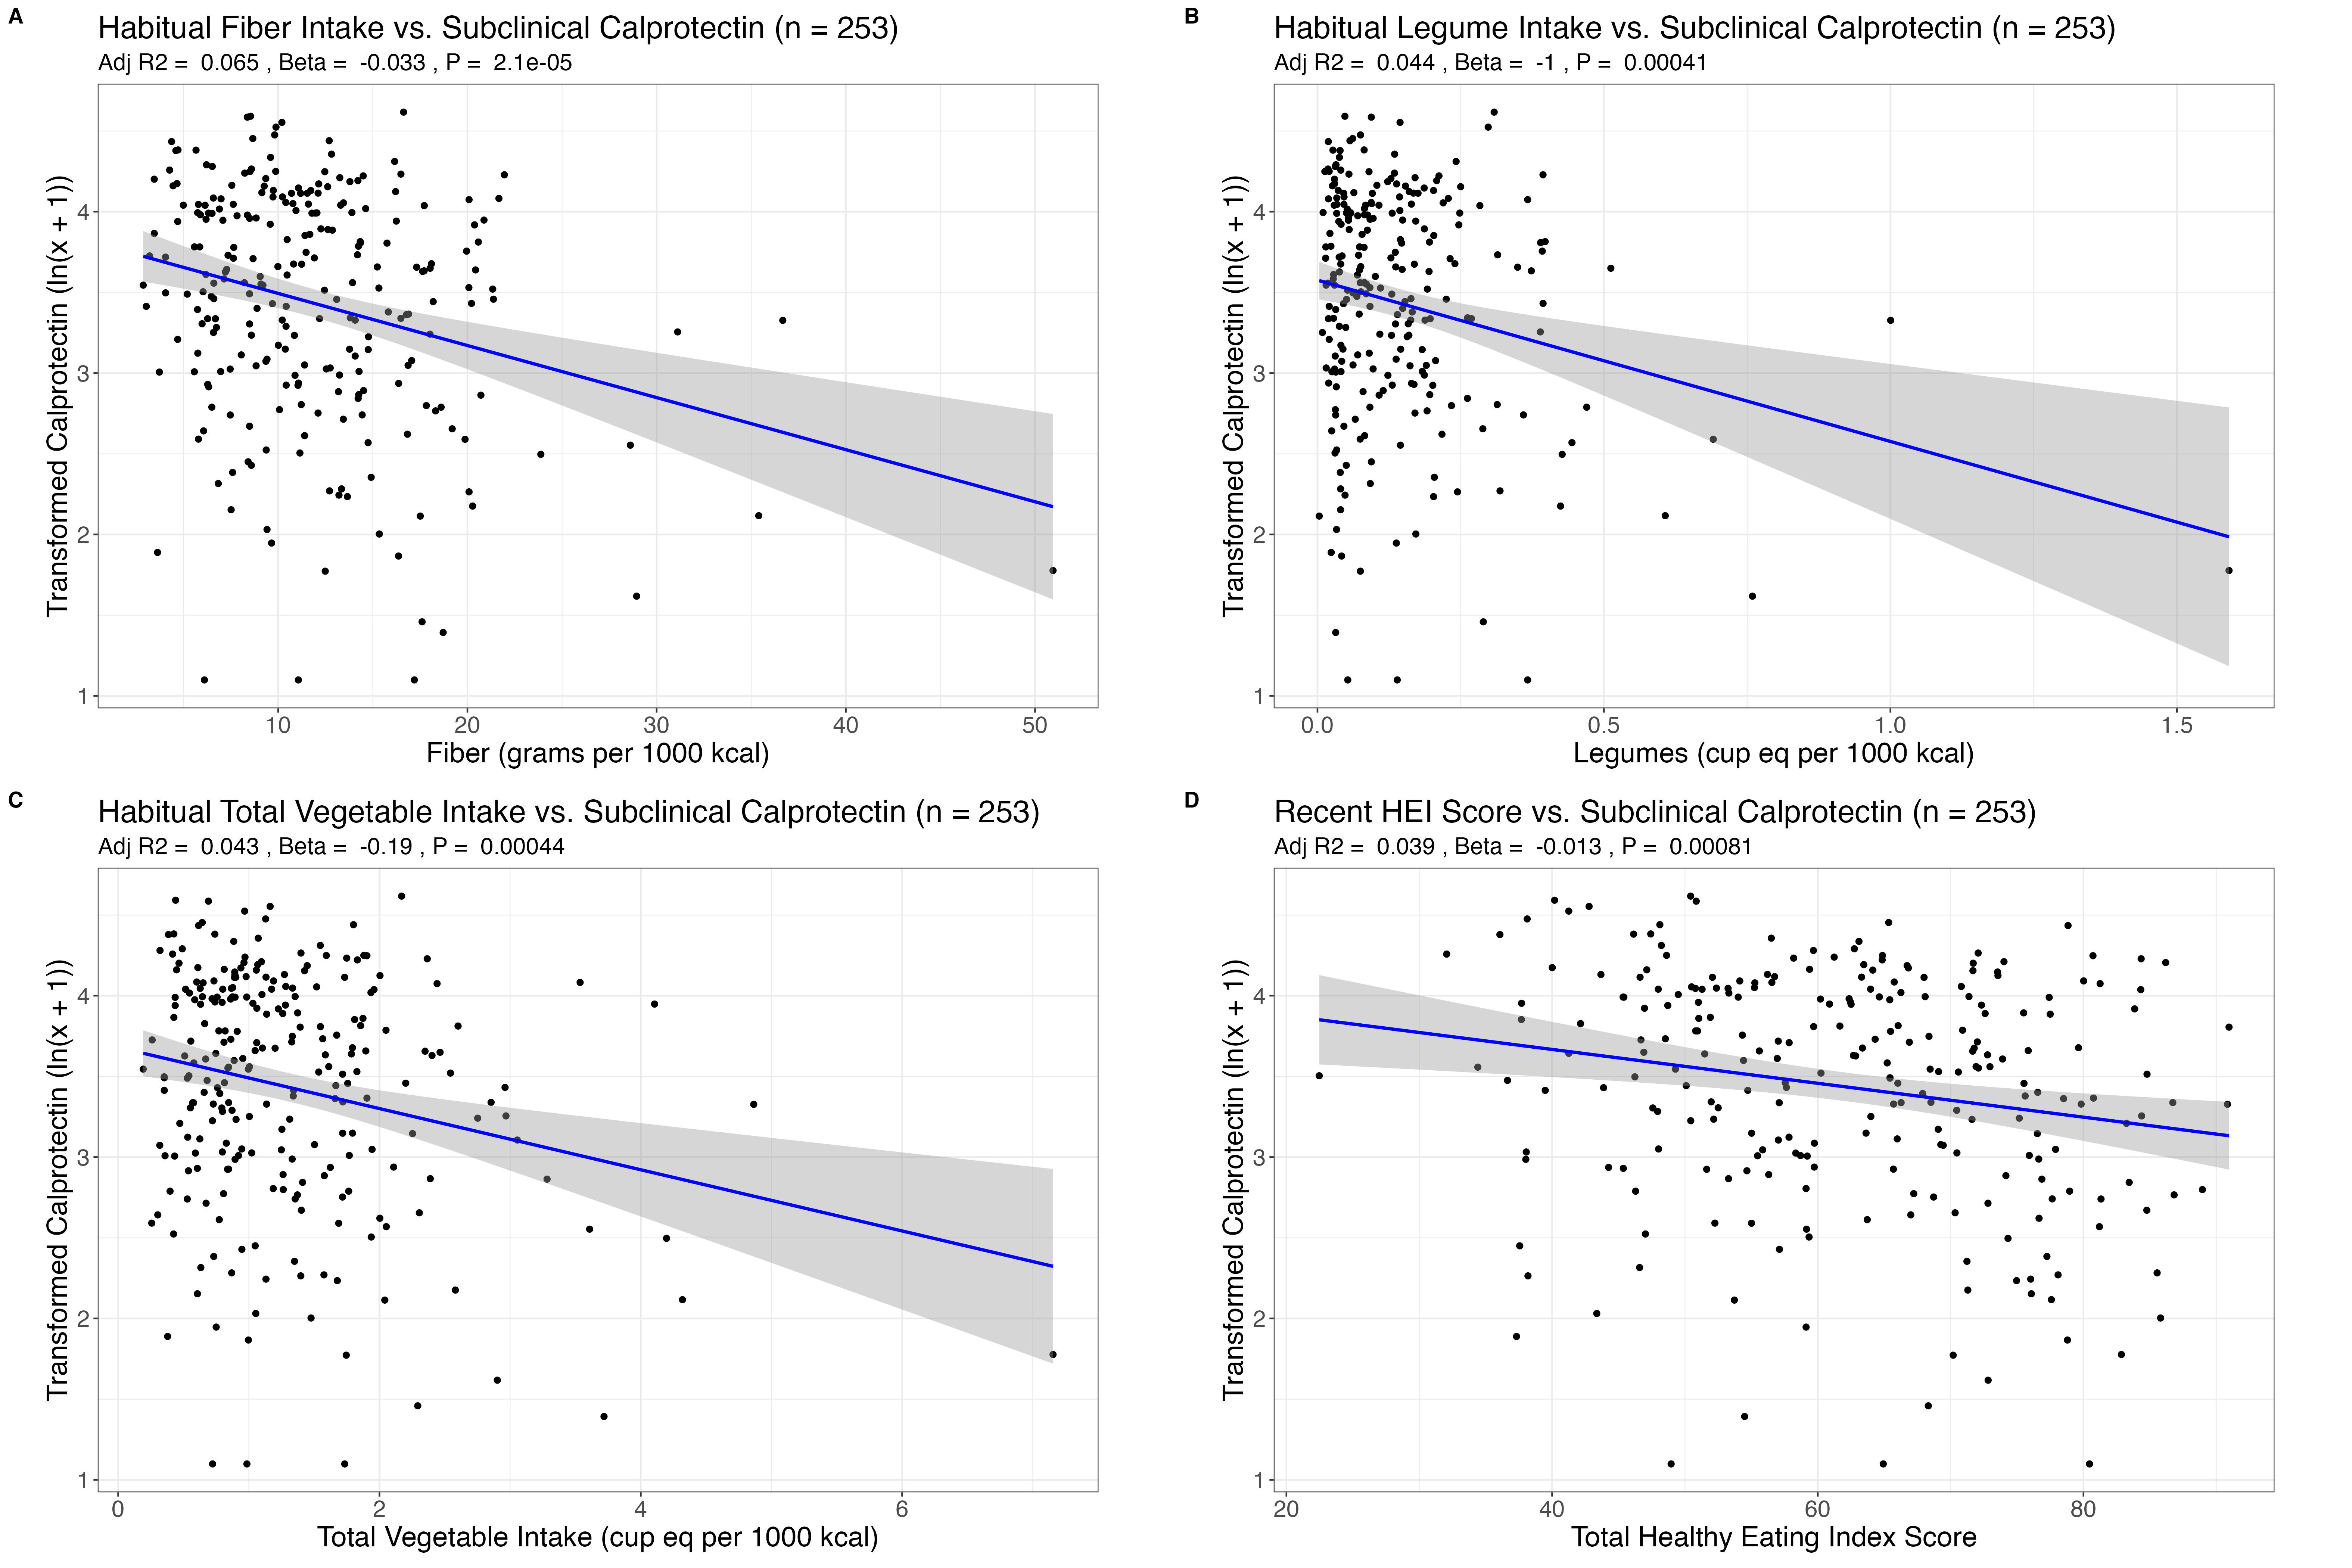 A
Habitual Fiber Intake vs. Subclinical Calprotectin (n = 253)
Adj R2 =  0.065 , Beta =  -0.033 , P =  2.1e-05
Transformed Calprotectin (ln(x + 1))
4
3
2
1
10 20 30 40 50
Fiber (grams per 1000 kcal)
B
Habitual Legume Intake vs. Subclinical Calprotectin (n = 253)
Adj R2 =  0.044 , Beta =  -1 , P =  0.00041
Transformed Calprotectin (ln(x + 1))
4
3
2
1
0.0 0.5 1.0 1.5
Legumes (cup eq per 1000 kcal)
C
Habitual Total Vegetable Intake vs. Subclinical Calprotectin (n = 253)
Adj R2 =  0.043 , Beta =  -0.19 , P =  0.00044
Transformed Calprotectin (ln(x + 1))
4
3
2
1
0 2 4 6
Total Vegetable Intake (cup eq per 1000 kcal)
D
Recent HEI Score vs. Subclinical Calprotectin (n = 253)
Adj R2 =  0.039 , Beta =  -0.013 , P =  0.00081
Transformed Calprotectin (ln(x + 1))
4
3
2
1
20 40 60 80
Total Healthy Eating Index Score